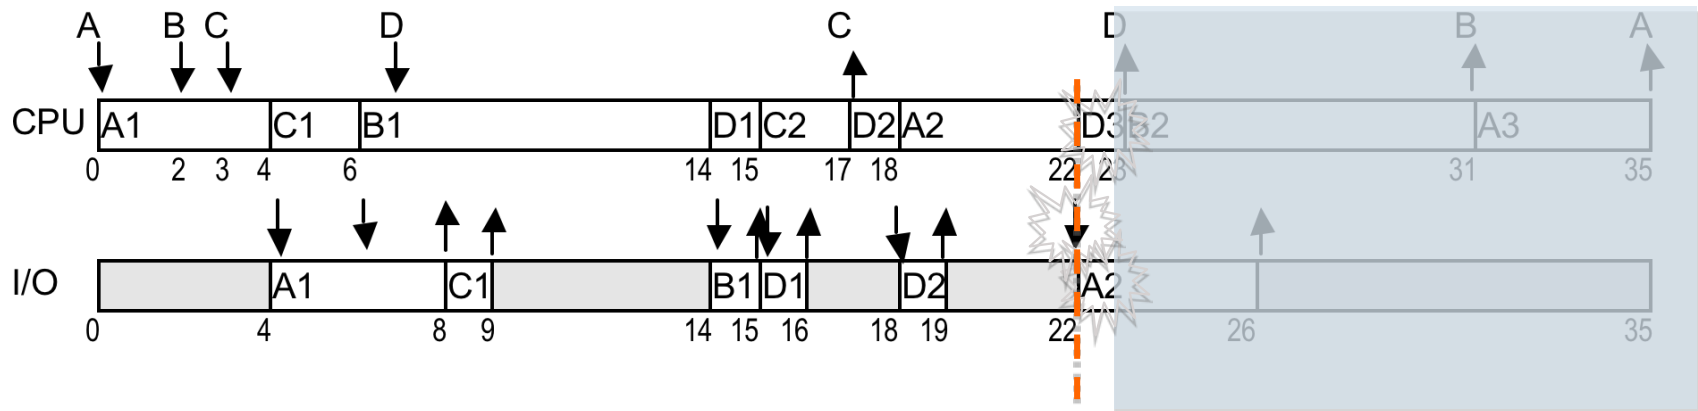 A B C D C D B A
CPU A1 C1 B1 D1 C2 D2 A2 D3 B2 A3
0 2 3 4 6 14 15 17 18 22 23 31 35
I/O A1 C1 B1 D1 D2 A2
0 4 8 9 14 15 16 18 19 22 26 35